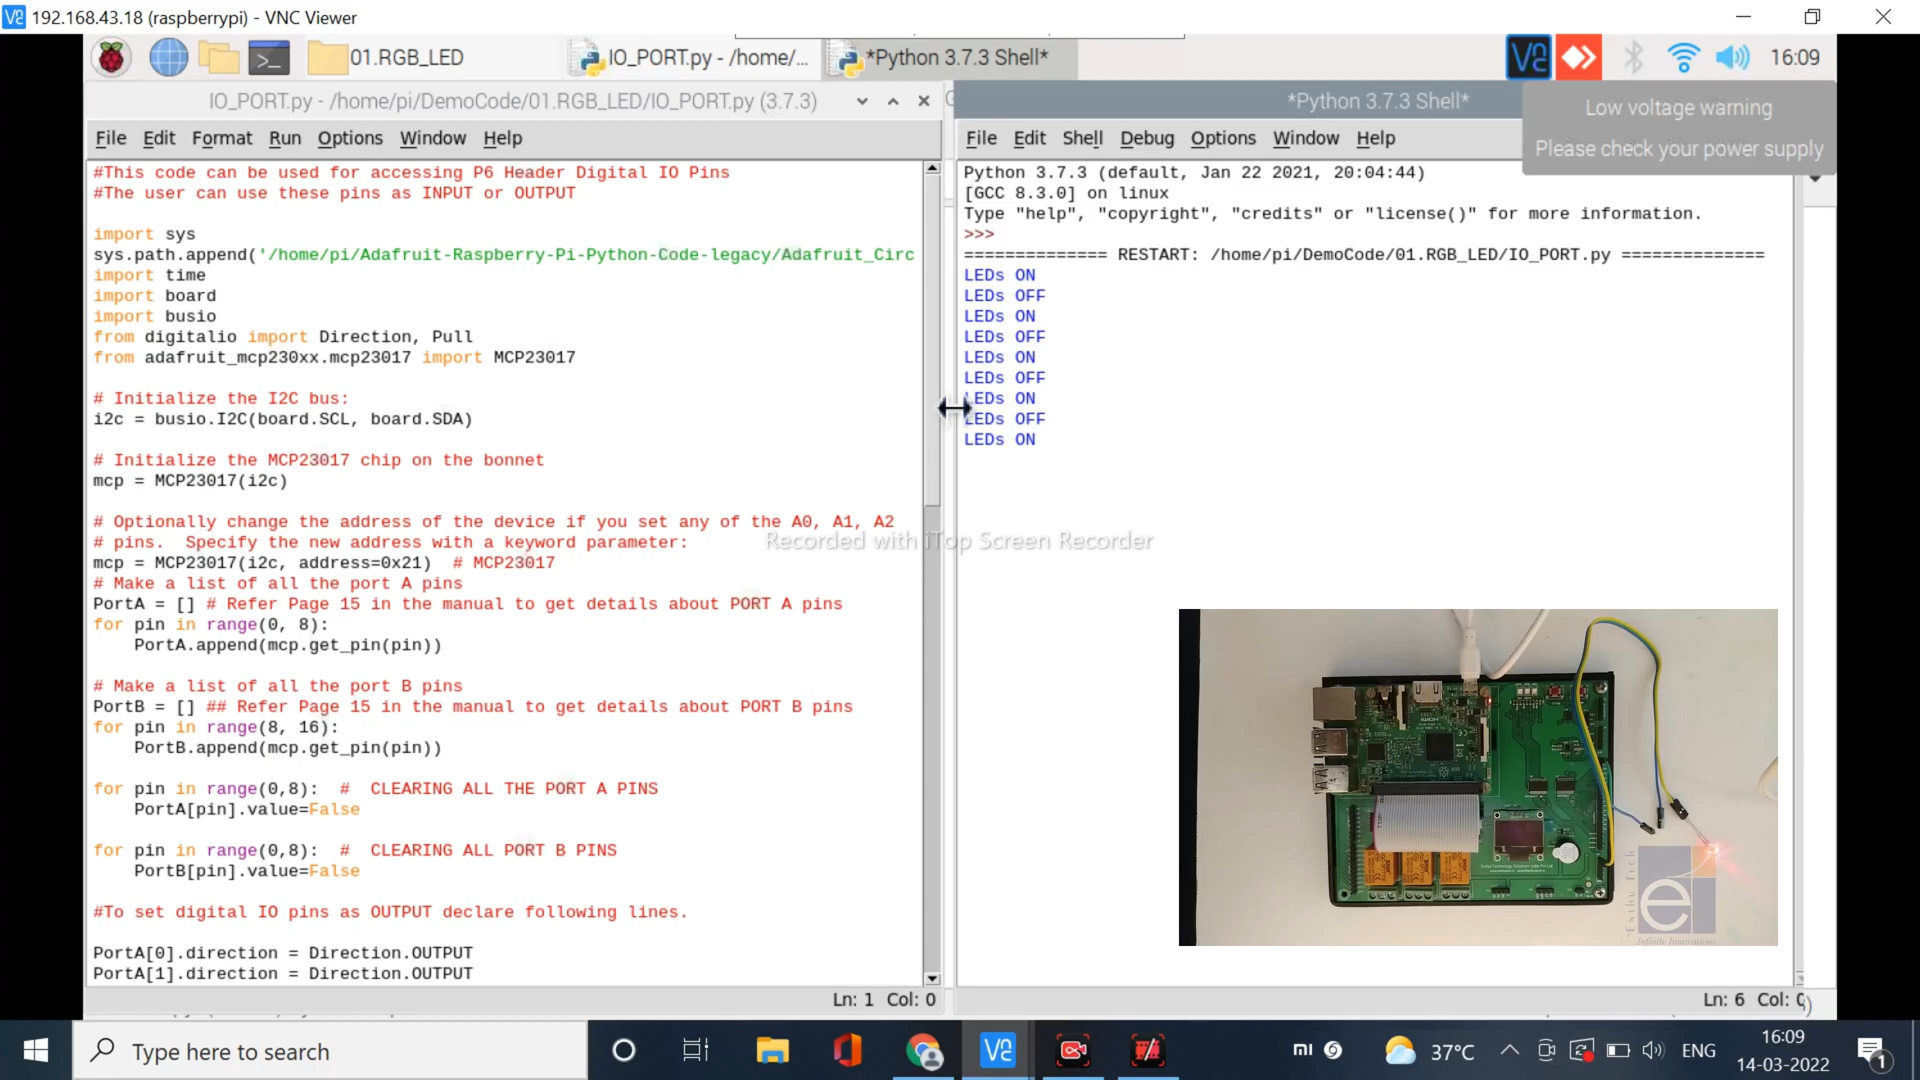 192.168.43.18 (raspberrypi) - VNC Viewer
01.RGB_LED
IO_PORT.py - /home/...
*Python 3.7.3 Shell*
16:09
IO_PORT.py - /home/pi/DemoCode/01.RGB_LED/IO_PORT.py (3.7.3)
File Edit Format Run Options Window Help
#This code can be used for accessing P6 Header Digital IO Pins
#The user can use these pins as INPUT or OUTPUT
import sys
sys.path.append('/home/pi/Adafruit-Raspberry-Pi-Python-Code-legacy/Adafruit_Circ
import time
import board
import busio
from digitalio import Direction, Pull
from adafruit_mcp230xx.mcp23017 import MCP23017
# Initialize the I2C bus:
i2c = busio.I2C(board.SCL, board.SDA)
# Initialize the MCP23017 chip on the bonnet
mcp = MCP23017(i2c)
# Optionally change the address of the device if you set any of the A0, A1, A2
# pins.  Specify the new address with a keyword parameter:
mcp = MCP23017(i2c, address=0x21)  # MCP23017
# Make a list of all the port A pins
PortA = [] # Refer Page 15 in the manual to get details about PORT A pins
for pin in range(0, 8):
    PortA.append(mcp.get_pin(pin))
# Make a list of all the port B pins
PortB = [] ## Refer Page 15 in the manual to get details about PORT B pins
for pin in range(8, 16):
    PortB.append(mcp.get_pin(pin))
for pin in range(0,8):  #  CLEARING ALL THE PORT A PINS
    PortA[pin].value=False
for pin in range(0,8):  #  CLEARING ALL PORT B PINS
    PortB[pin].value=False
#To set digital IO pins as OUTPUT declare following lines.
PortA[0].direction = Direction.OUTPUT
PortA[1].direction = Direction.OUTPUT
Ln: 1 Col: 0
*Python 3.7.3 Shell*
Low voltage warning
Please check your power supply
File Edit Shell Debug Options Window Help
Python 3.7.3 (default, Jan 22 2021, 20:04:44)
[GCC 8.3.0] on linux
Type "help", "copyright", "credits" or "license()" for more information.
>>>
============= RESTART: /home/pi/DemoCode/01.RGB_LED/IO_PORT.py ==============
LEDs ON
LEDs OFF
LEDs ON
LEDs OFF
LEDs ON
LEDs OFF
LEDs ON
LEDs OFF
LEDs ON
Recorded with iTop Screen Recorder
Enthu Tech
Infinite Innovations
Ln: 6 Col: 0
Type here to search
mi
37°C
ENG
16:09
14-03-2022
1